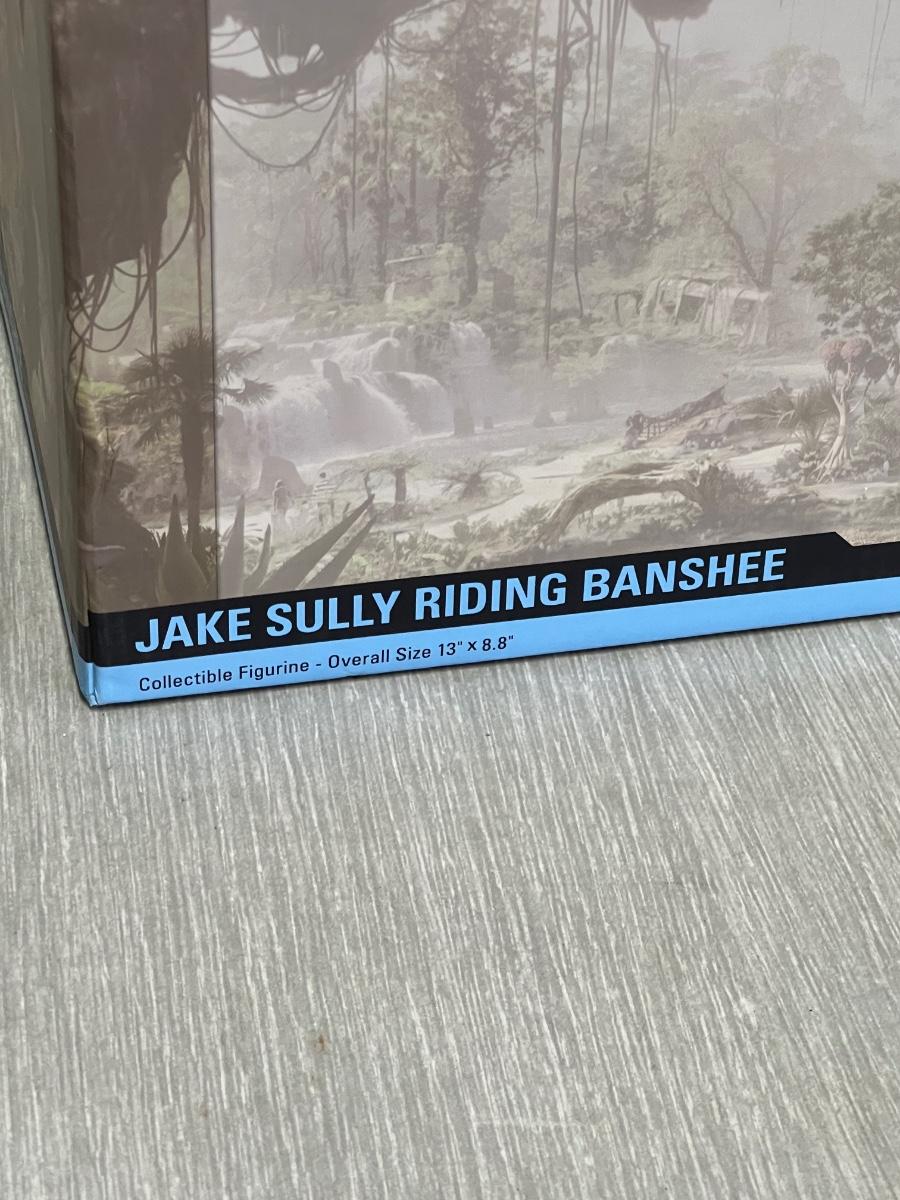 JAKE SULLY RIDING BANSHEE
Collectible Figurine - Overall Size 13" x 8.8"